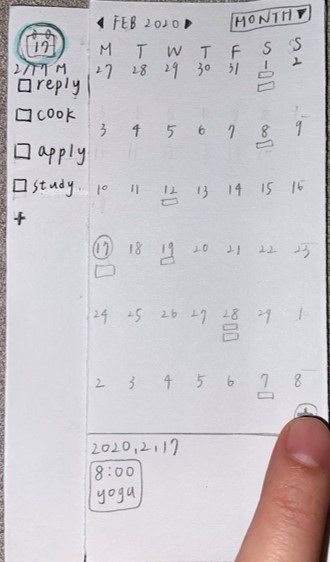 17
2/17 M
reply
cook
apply
study
+
FEB 2020
MONTH
M T W T F S S
27 28 29 30 31 1 2
3 4 5 6 7 8 9
10 11 12 13 14 15 16
17 18 19 20 21 22 23
24 25 26 27 28 29 1
2 3 4 5 6 7 8
+
2020,2,17
8:00
yoga